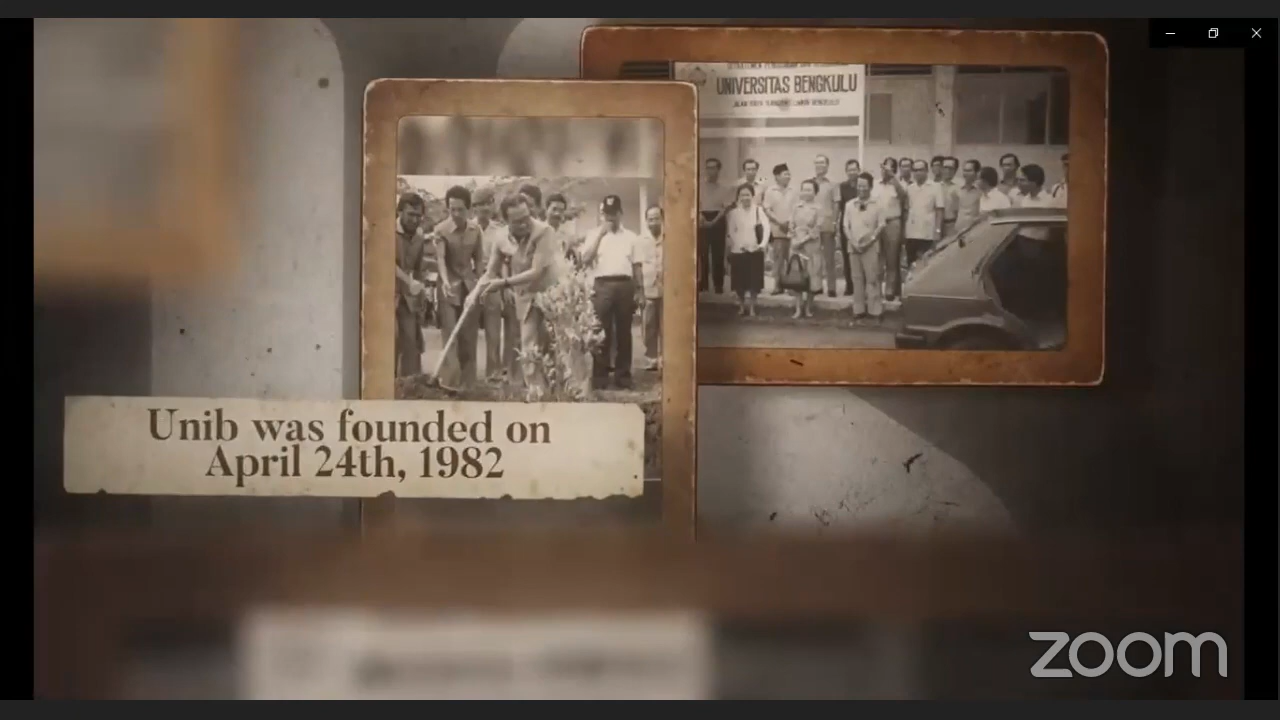 UNIVERSITAS BENGKULU
Unib was founded on
April 24th, 1982
zoom